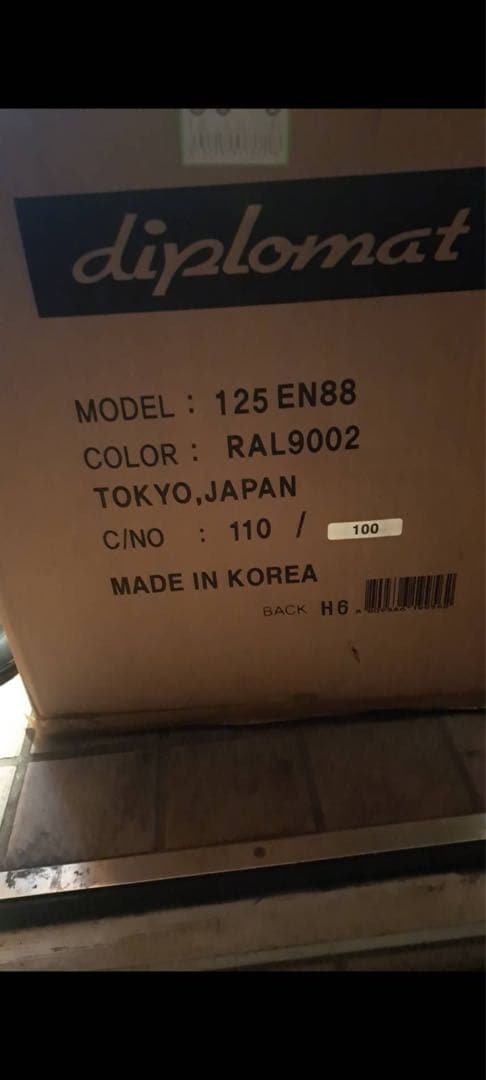 diplomat
MODEL : 125 EN88
COLOR : RAL9002
TOKYO,JAPAN
C/NO : 110 / 100
MADE IN KOREA
BACK H6